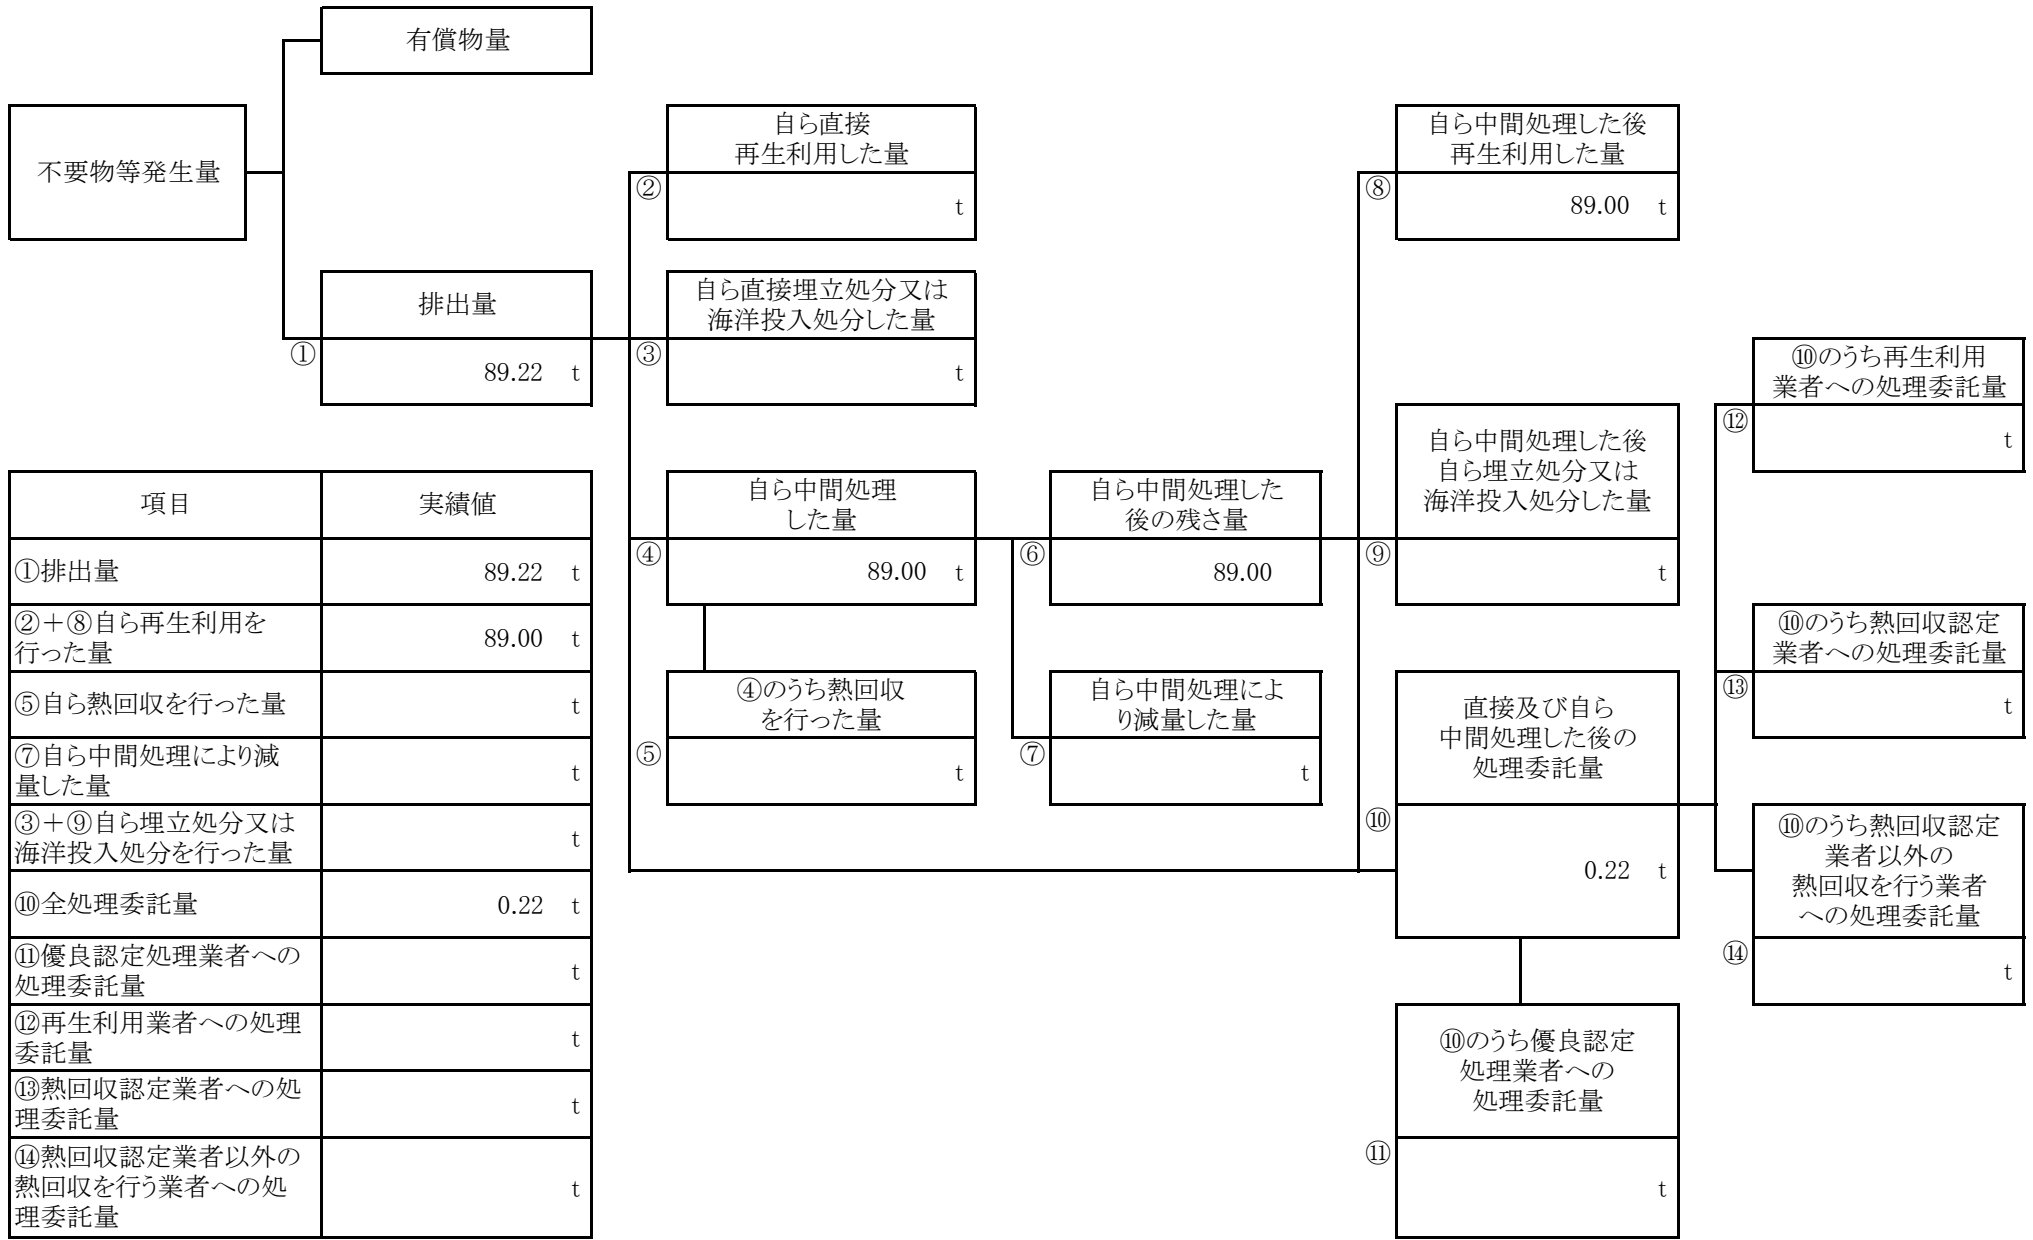 有償物量
不要物等発生量
排出量
①
89.22 t
自ら直接
再生利用した量
②
t
自ら直接埋立処分又は
海洋投入処分した量
③
t
自ら中間処理
した量
④
89.00 t
④のうち熱回収
を行った量
⑤
t
自ら中間処理した
後の残さ量
⑥
89.00
自ら中間処理によ
り減量した量
⑦
t
自ら中間処理した後
再生利用した量
⑧
89.00 t
自ら中間処理した後
自ら埋立処分又は
海洋投入処分した量
⑨
t
直接及び自ら
中間処理した後の
処理委託量
⑩
0.22 t
⑩のうち優良認定
処理業者への
処理委託量
⑪
t
⑩のうち再生利用
業者への処理委託量
⑫
t
⑩のうち熱回収認定
業者への処理委託量
⑬
t
⑩のうち熱回収認定
業者以外の
熱回収を行う業者
への処理委託量
⑭
t
項目 実績値
①排出量 89.22 t
②+⑧自ら再生利用を
行った量 89.00 t
⑤自ら熱回収を行った量 t
⑦自ら中間処理により減
量した量 t
③+⑨自ら埋立処分又は
海洋投入処分を行った量 t
⑩全処理委託量 0.22 t
⑪優良認定処理業者への
処理委託量 t
⑫再生利用業者への処理
委託量 t
⑬熱回収認定業者への処
理委託量 t
⑭熱回収認定業者以外の
熱回収を行う業者への処
理委託量 t